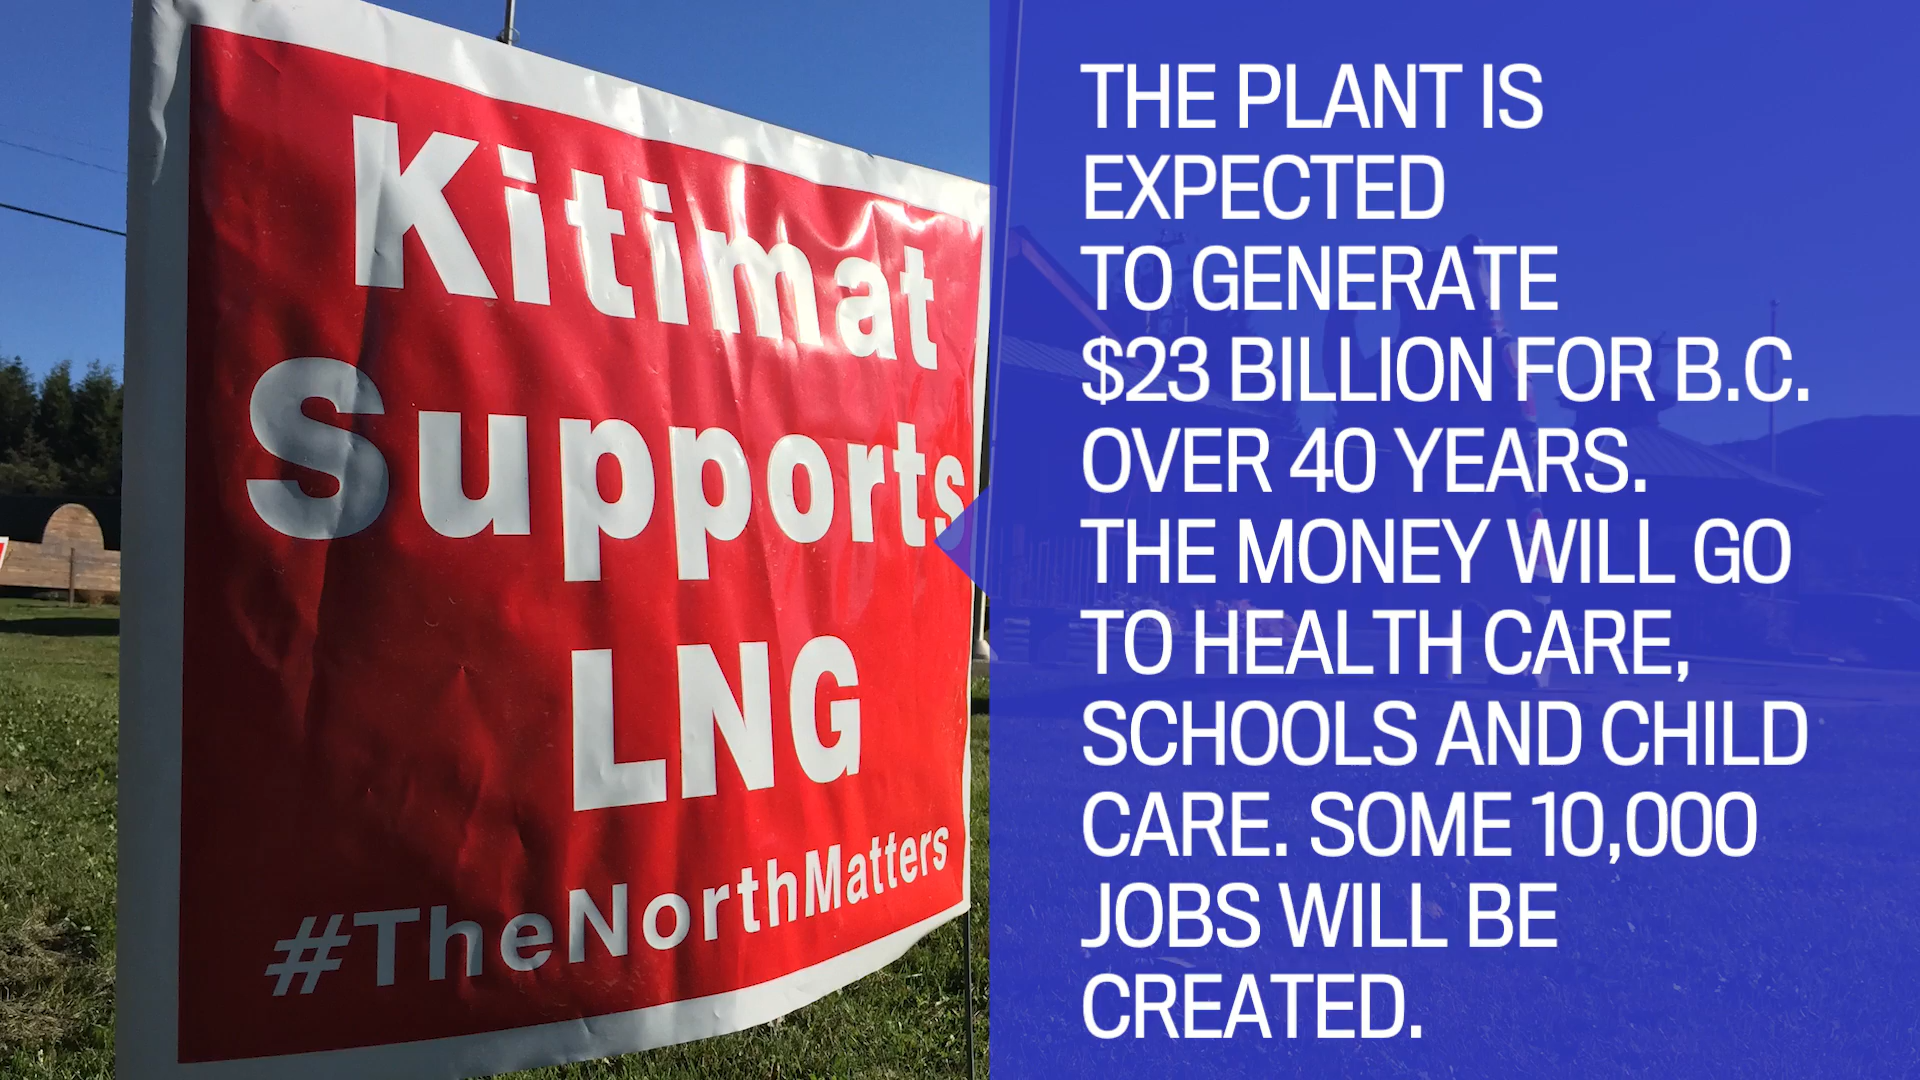 Kitimat
Supports
LNG
#TheNorthMatters
THE PLANT IS
EXPECTED
TO GENERATE
$23 BILLION FOR B.C.
OVER 40 YEARS.
THE MONEY WILL GO
TO HEALTH CARE,
SCHOOLS AND CHILD
CARE. SOME 10,000
JOBS WILL BE
CREATED.